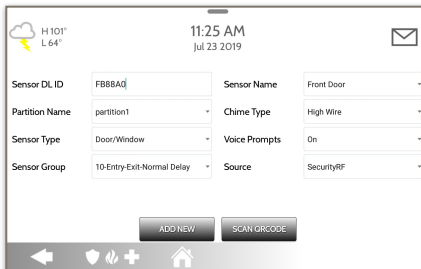 H 101°
L 64°
11:25 AM
Jul 23 2019
Sensor DL ID
FB88A0
Sensor Name
Front Door
Partition Name
partition1
Chime Type
High Wire
Sensor Type
Door/Window
Voice Prompts
On
Sensor Group
10-Entry-Exit-Normal Delay
Source
SecurityRF
ADD NEW
SCAN QRCODE